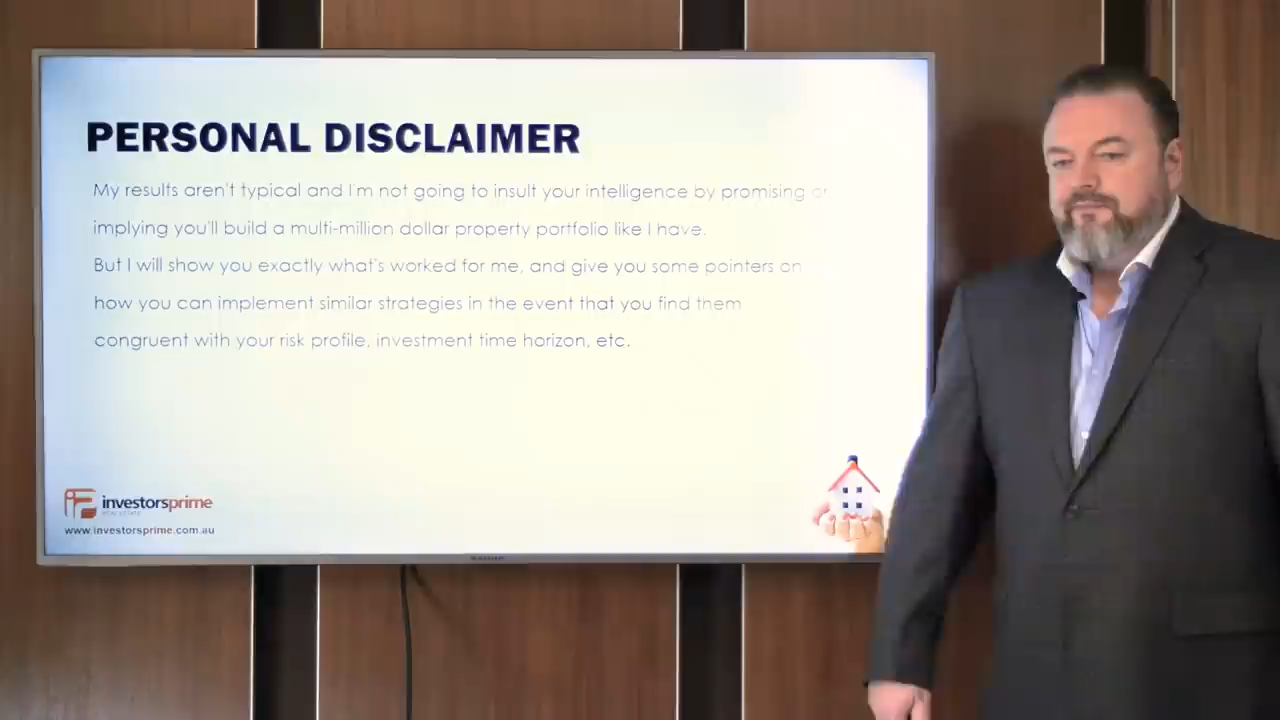 PERSONAL DISCLAIMER
My results aren't typical and I'm not going to insult your intelligence by promising or
implying you'll build a multi-million dollar property portfolio like I have.
But I will show you exactly what's worked for me, and give you some pointers on
how you can implement similar strategies in the event that you find them
congruent with your risk profile, investment time horizon, etc.
investorsprime
REAL ESTATE
www.investorsprime.com.au